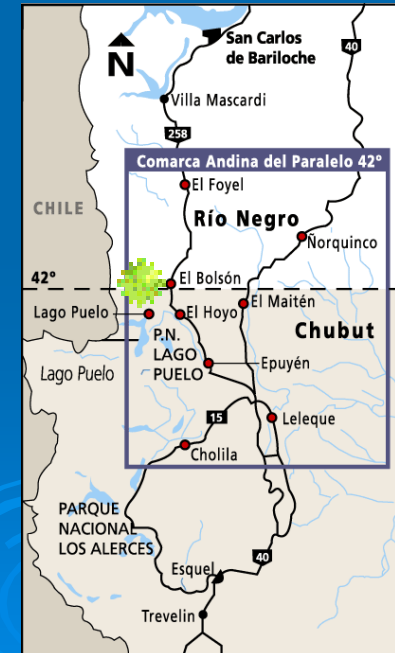 N
San Carlos
de Bariloche
40
Villa Mascardi
258
Comarca Andina del Paralelo 42°
El Foyel
CHILE
Río Negro
Ñorquinco
42°
El Bolsón
Lago Puelo
El Hoyo
El Maitén
P.N.
LAGO
PUELO
Chubut
Lago Puelo
Epuyén
15
Leleque
Cholila
PARQUE
NACIONAL
LOS ALERCES
40
Esquel
Trevelin